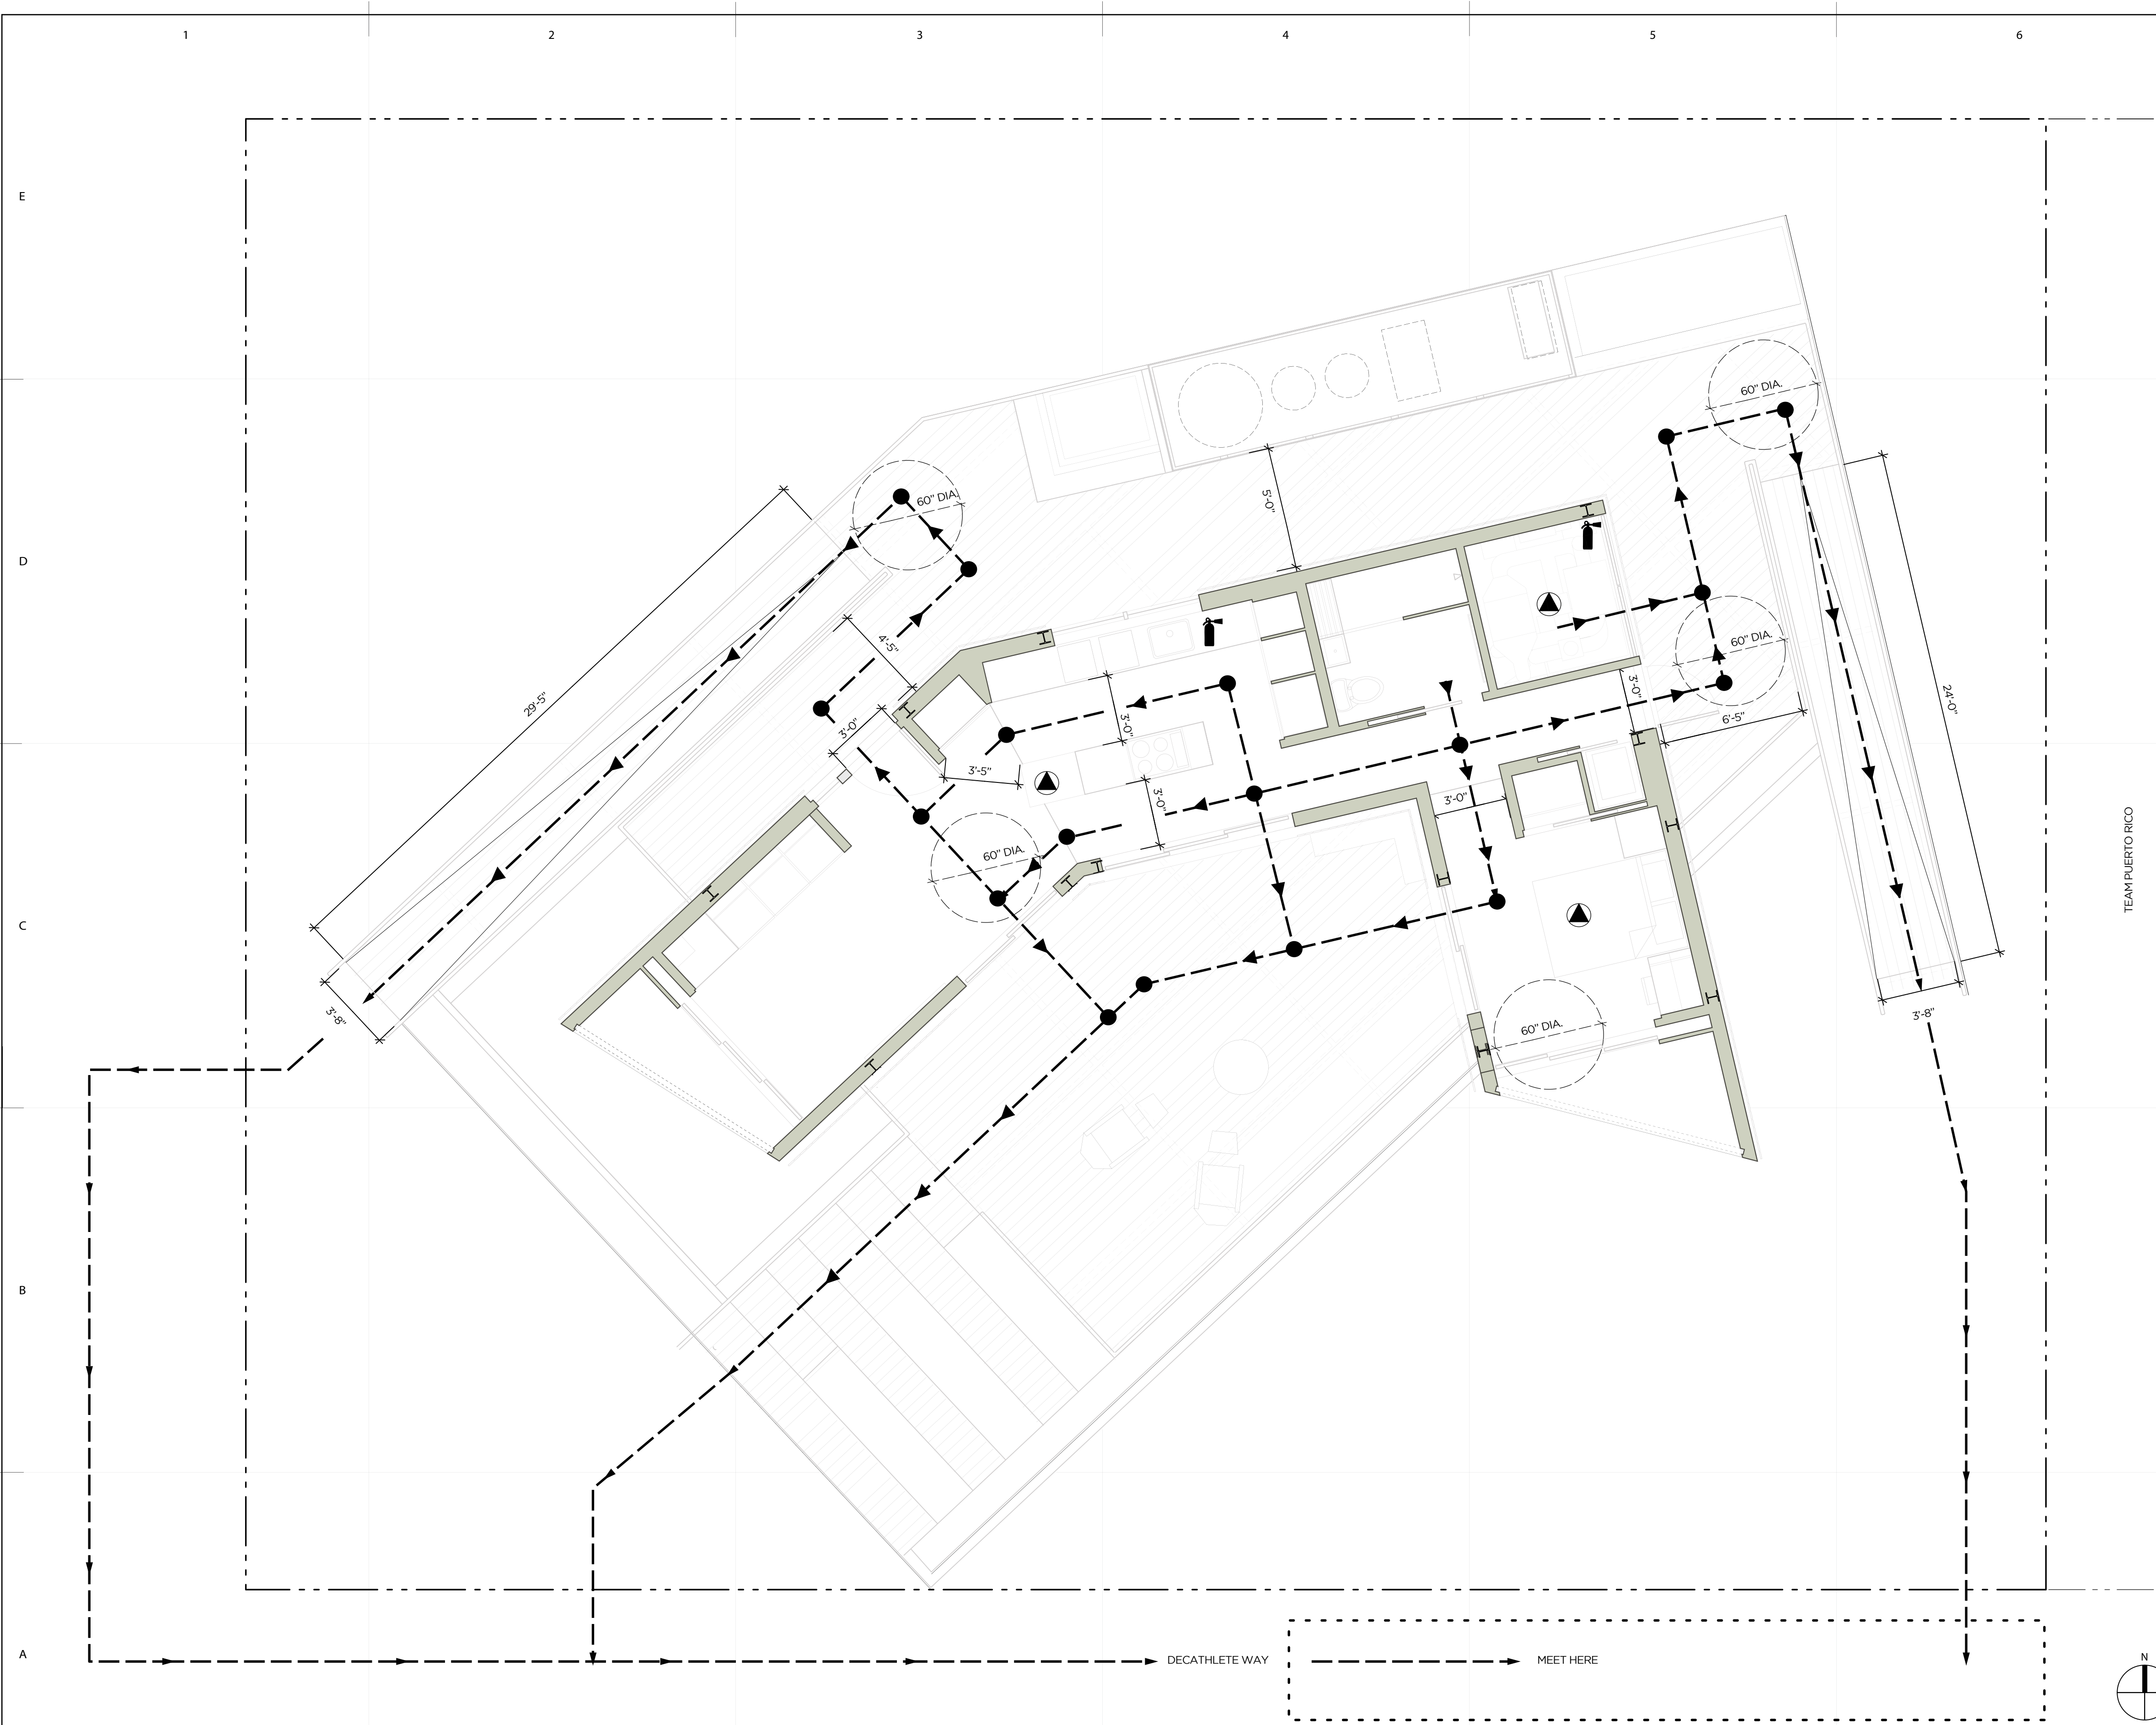 1
2
3
4
5
6
E
60" DIA.
60" DIA.
5'-0"
D
4'-5"
60" DIA.
29'-5"
3'-0"
3'-0"
3'-0"
6'-5"
24'-0"
3'-5"
3'-0"
3'-0"
60" DIA.
TEAM PUERTO RICO
C
3'-8"
60" DIA.
3'-8"
B
A
DECATHLETE WAY
MEET HERE
N